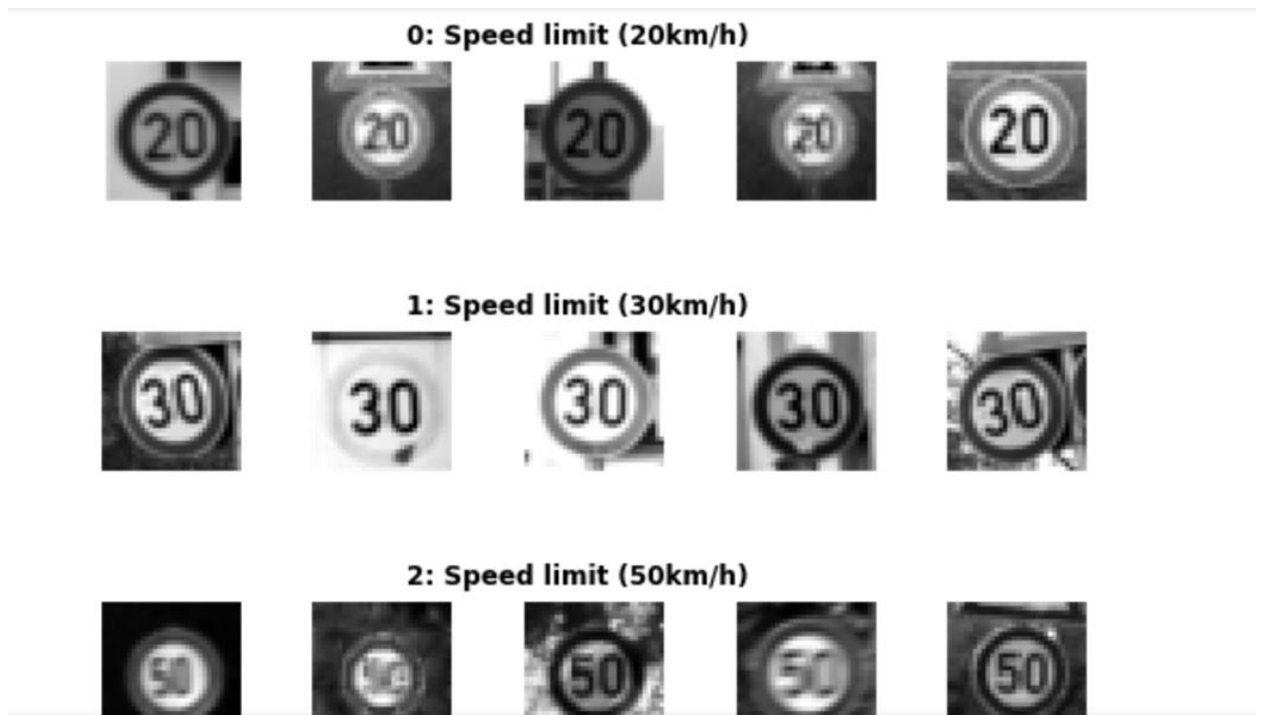 0: Speed limit (20km/h)
20 20 20 20 20
1: Speed limit (30km/h)
30 30 30 30 30
2: Speed limit (50km/h)
50 50 50 50 50